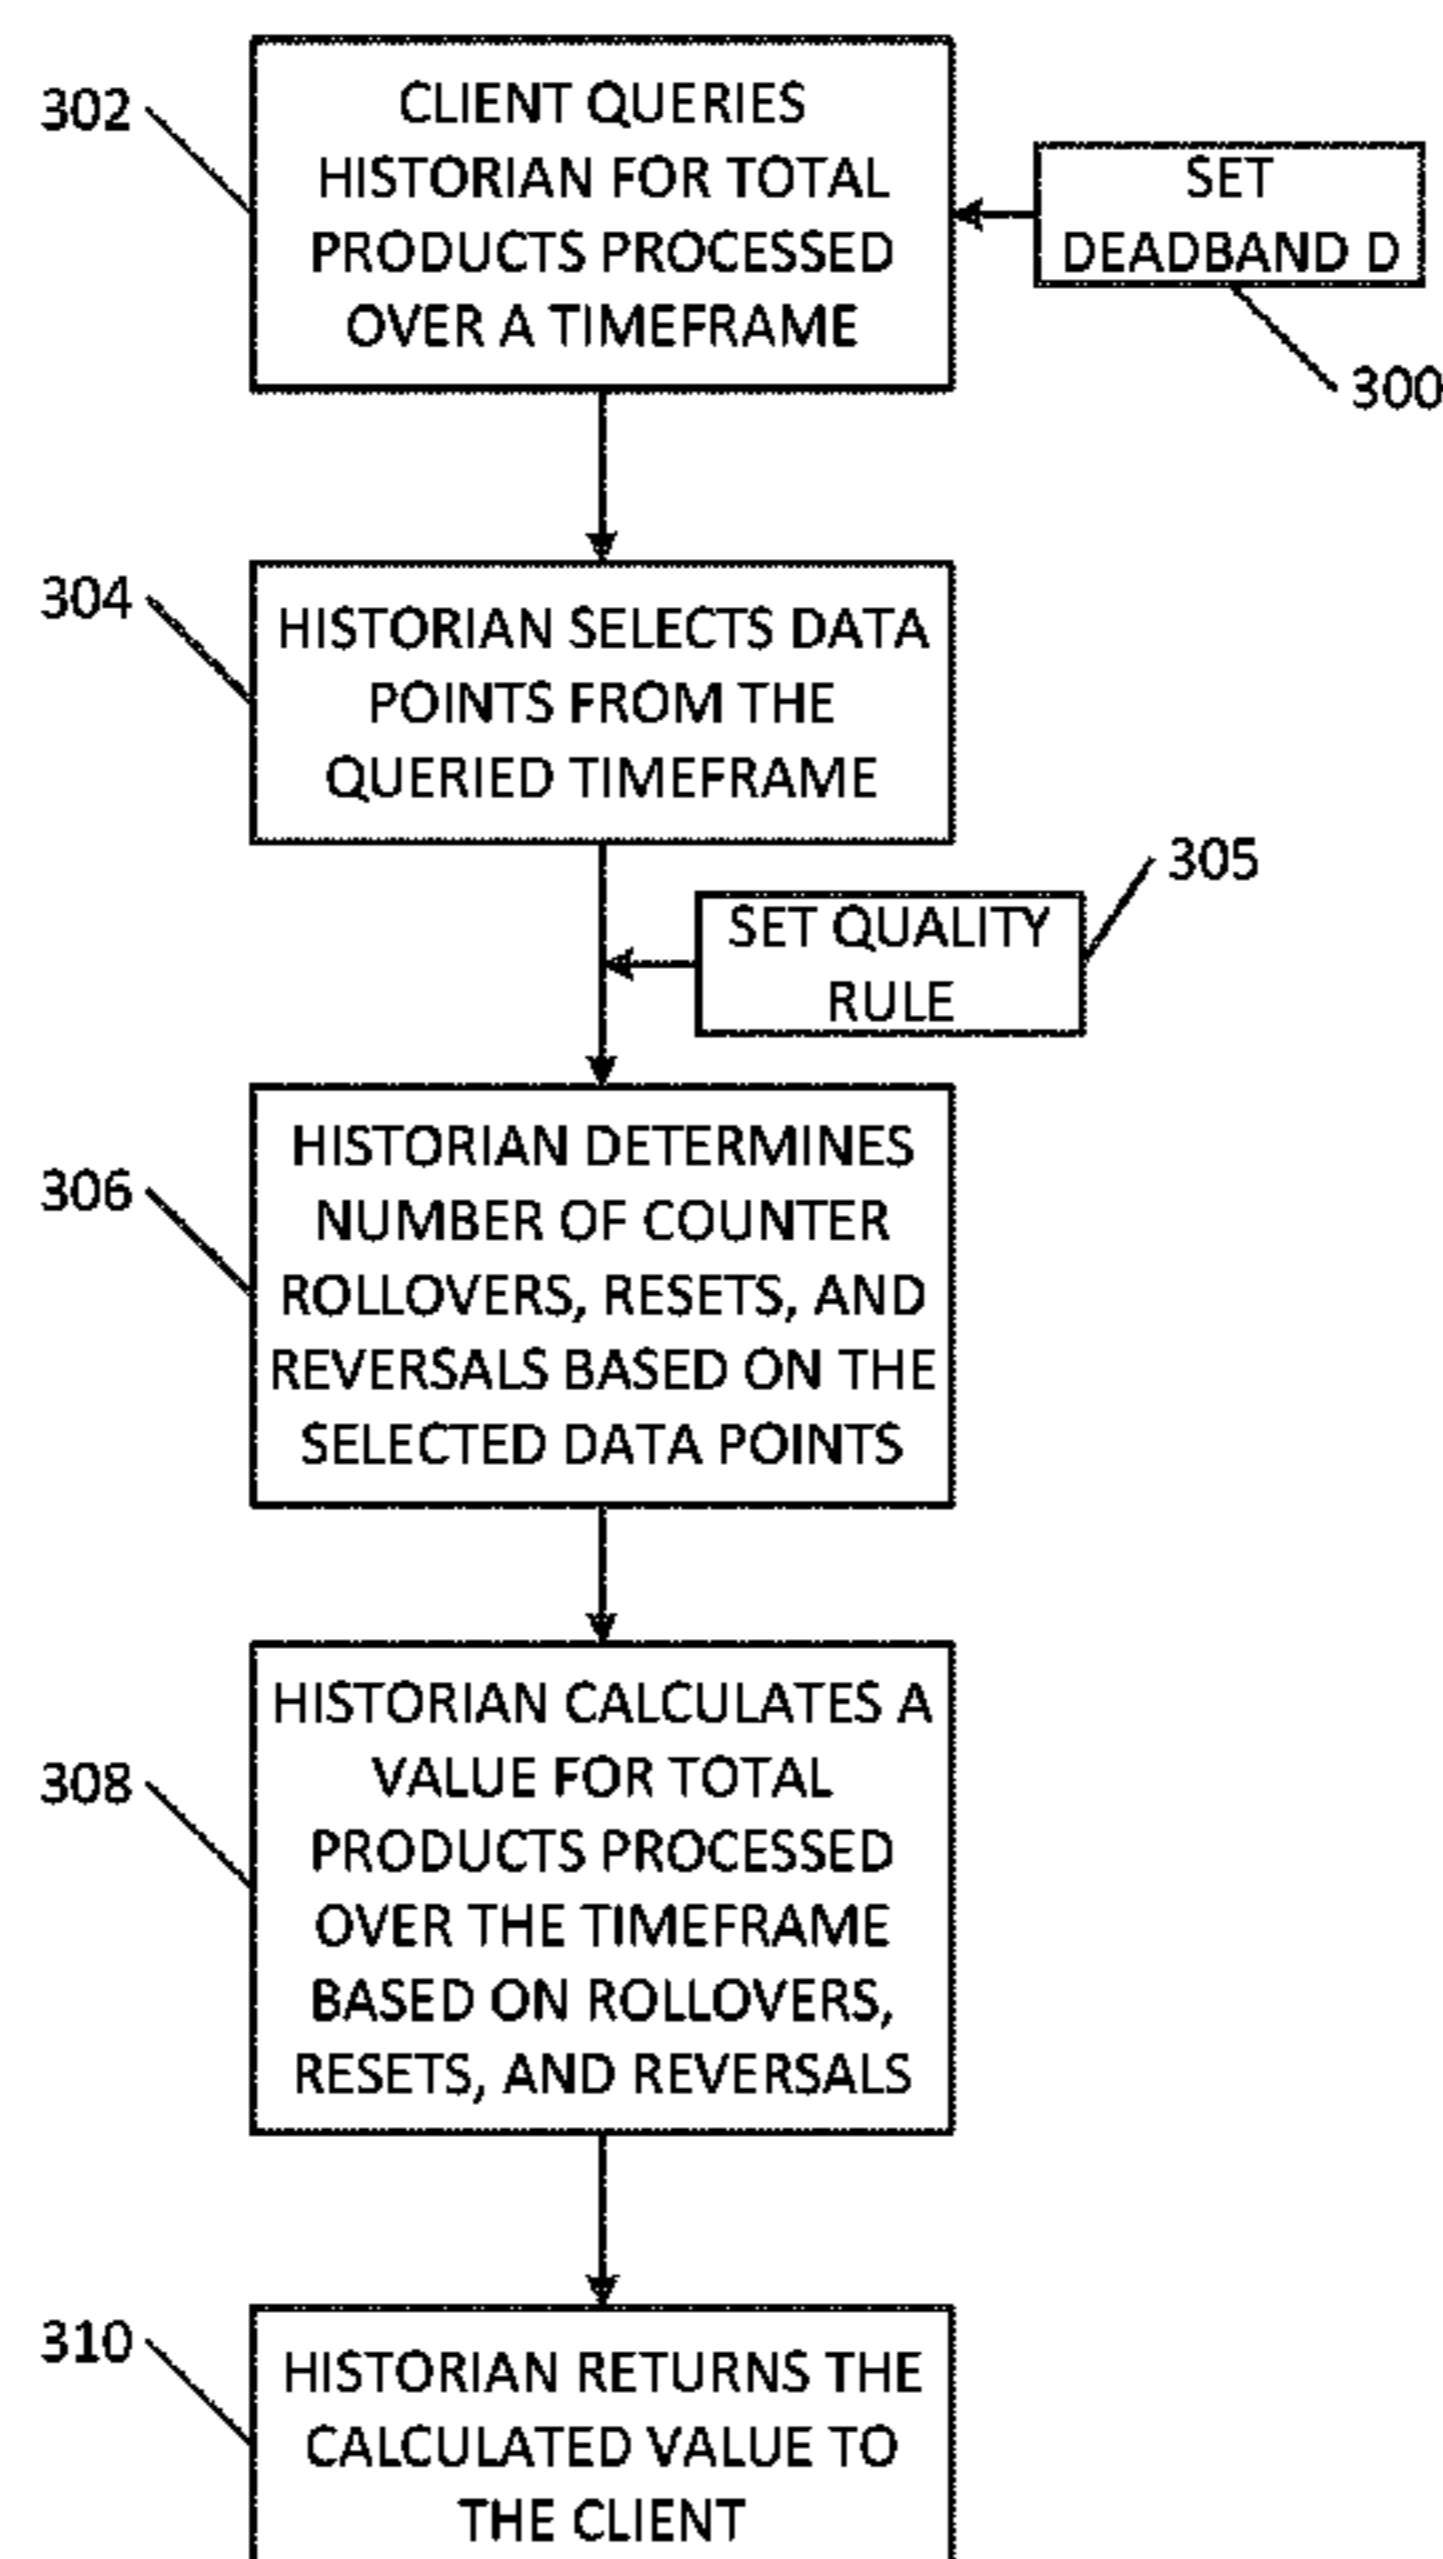 302
CLIENT QUERIES
HISTORIAN FOR TOTAL
PRODUCTS PROCESSED
OVER A TIMEFRAME
SET
DEADBAND D
300
304
HISTORIAN SELECTS DATA
POINTS FROM THE
QUERIED TIMEFRAME
305
SET QUALITY
RULE
306
HISTORIAN DETERMINES
NUMBER OF COUNTER
ROLLOVERS, RESETS, AND
REVERSALS BASED ON THE
SELECTED DATA POINTS
308
HISTORIAN CALCULATES A
VALUE FOR TOTAL
PRODUCTS PROCESSED
OVER THE TIMEFRAME
BASED ON ROLLOVERS,
RESETS, AND REVERSALS
310
HISTORIAN RETURNS THE
CALCULATED VALUE TO
THE CLIENT